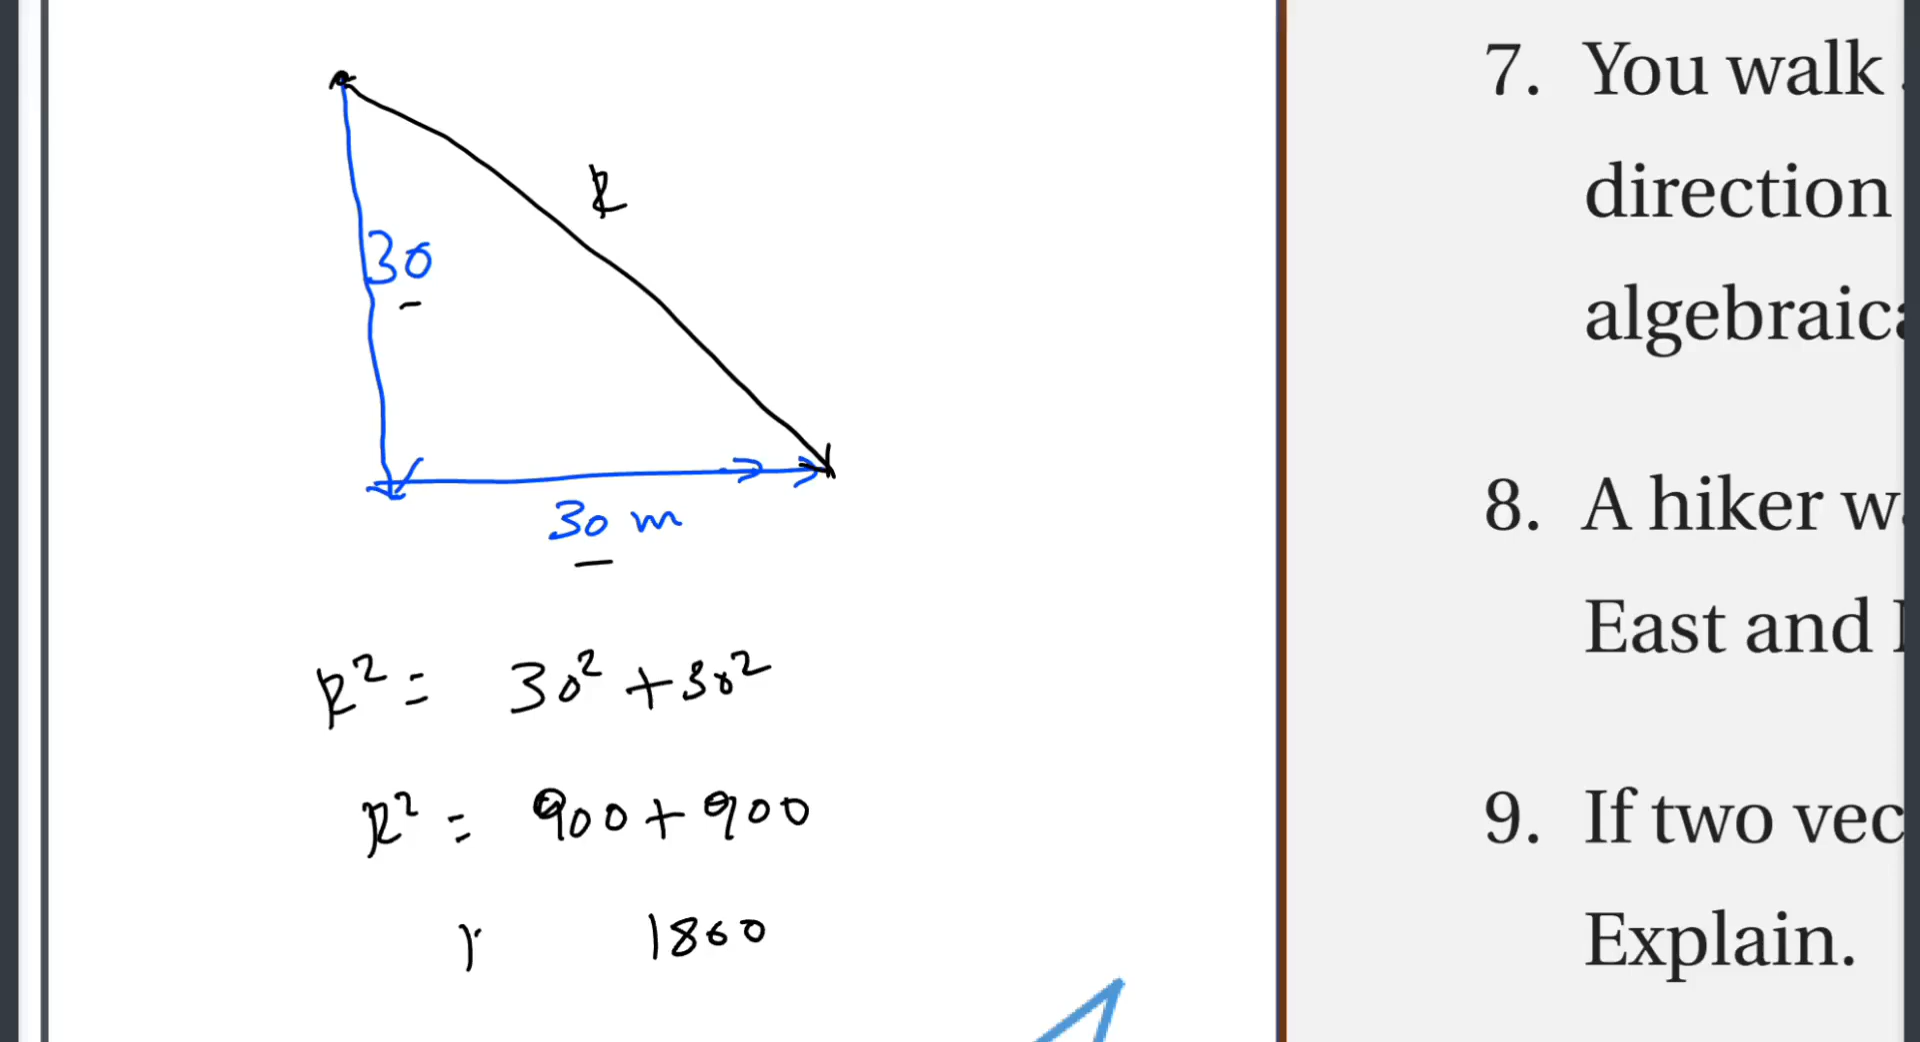 R
30
30 m
R² = 30² + 30²
R² = 900 + 900
1800
7. You walk
direction
algebraic
8. A hiker
East and
9. If two vec
Explain.